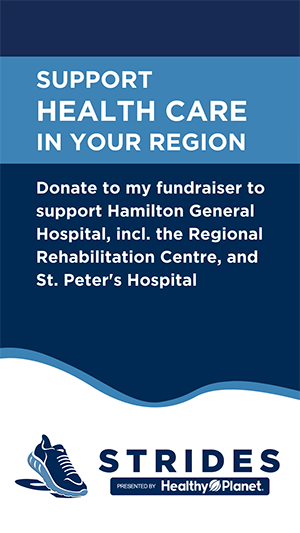 SUPPORT
HEALTH CARE
IN YOUR REGION
Donate to my fundraiser to
support Hamilton General
Hospital, incl. the Regional
Rehabilitation Centre, and
St. Peter's Hospital
STRIDES
PRESENTED BY Healthy Planet.